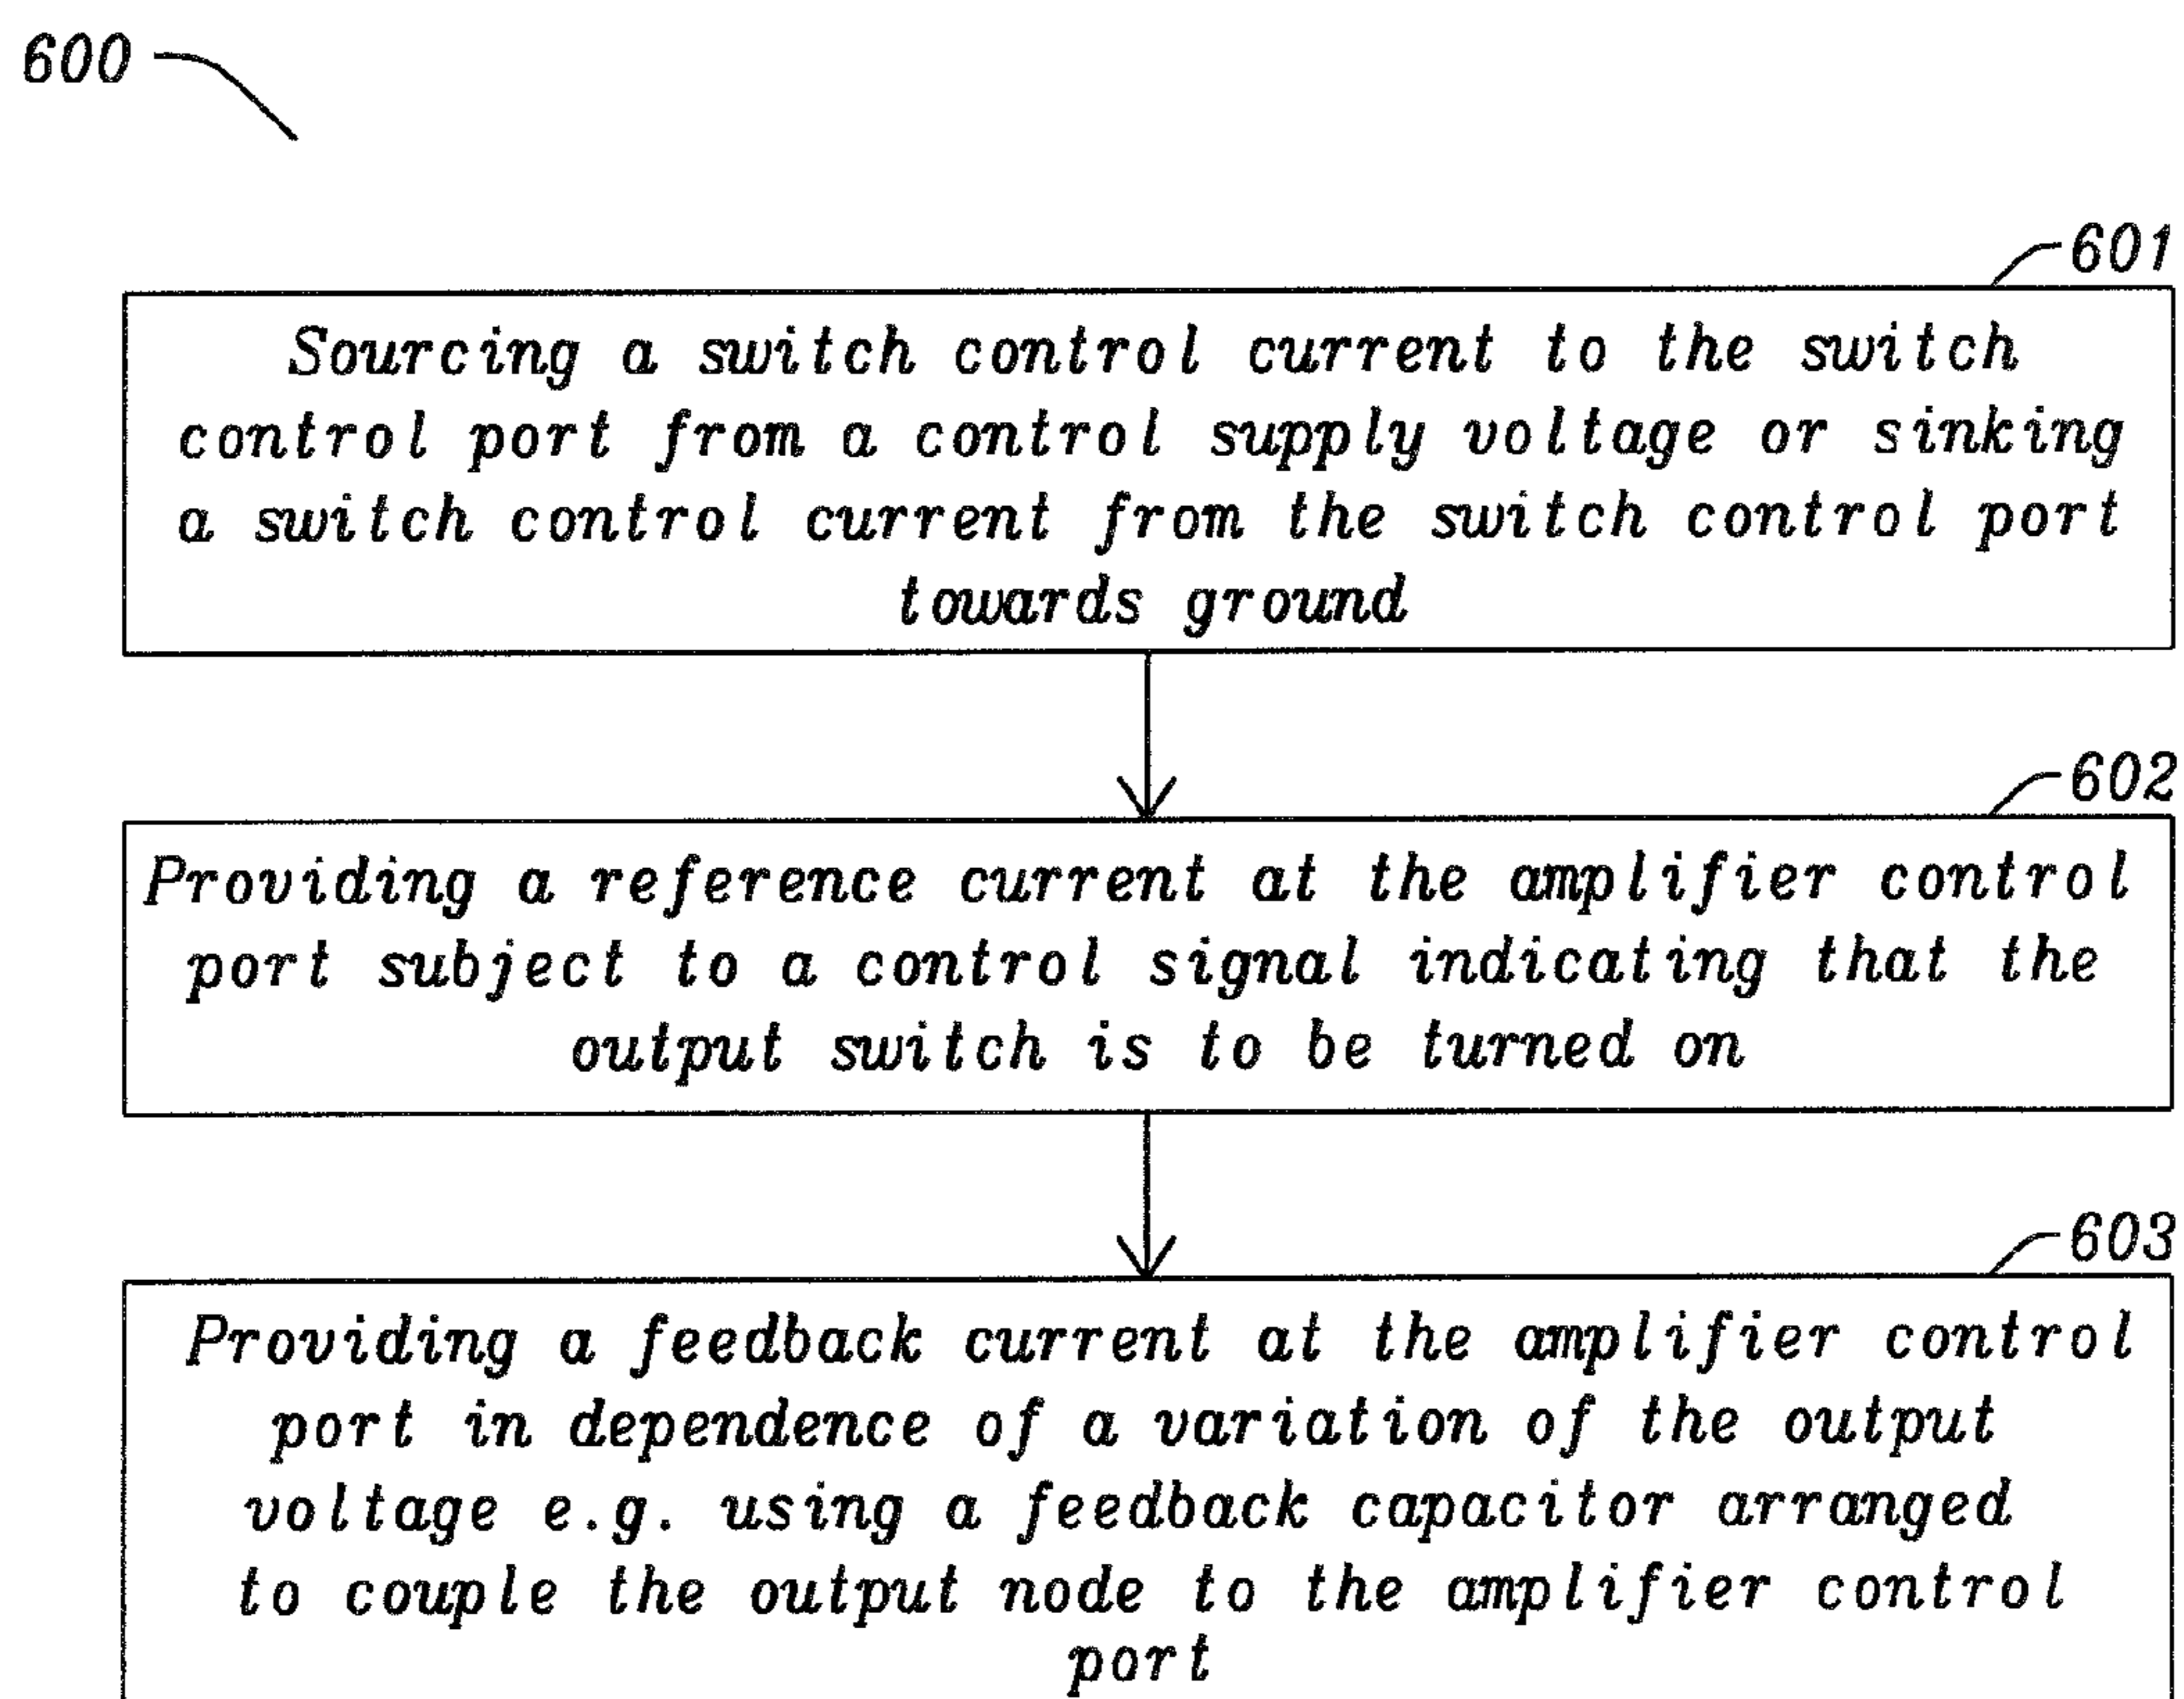 600
601
Sourcing a switch control current to the switch
control port from a control supply voltage or sinking
a switch control current from the switch control port
towards ground
602
Providing a reference current at the amplifier control
port subject to a control signal indicating that the
output switch is to be turned on
603
Providing a feedback current at the amplifier control
port in dependence of a variation of the output
voltage e.g. using a feedback capacitor arranged
to couple the output node to the amplifier control
port